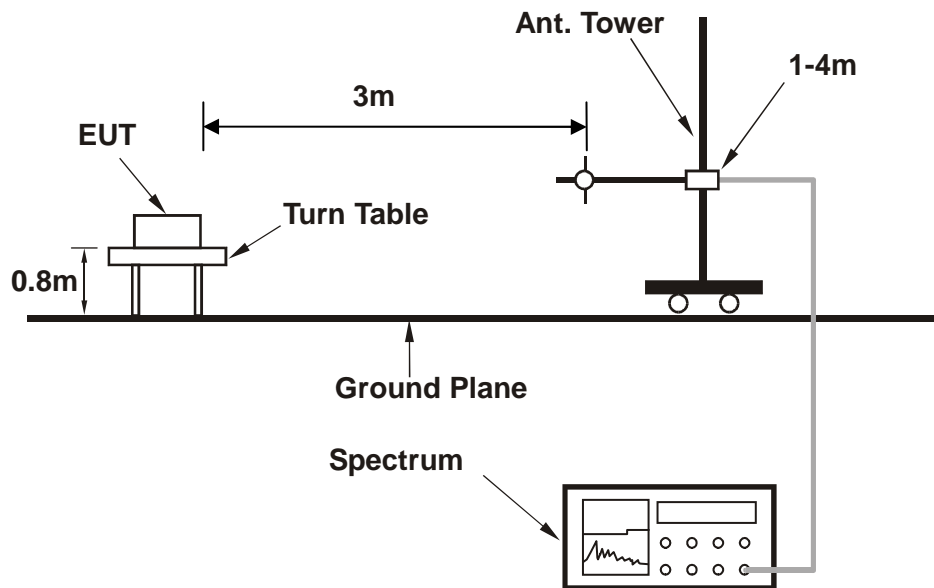 Ant. Tower
1-4m
3m
EUT
Turn Table
0.8m
Ground Plane
Spectrum